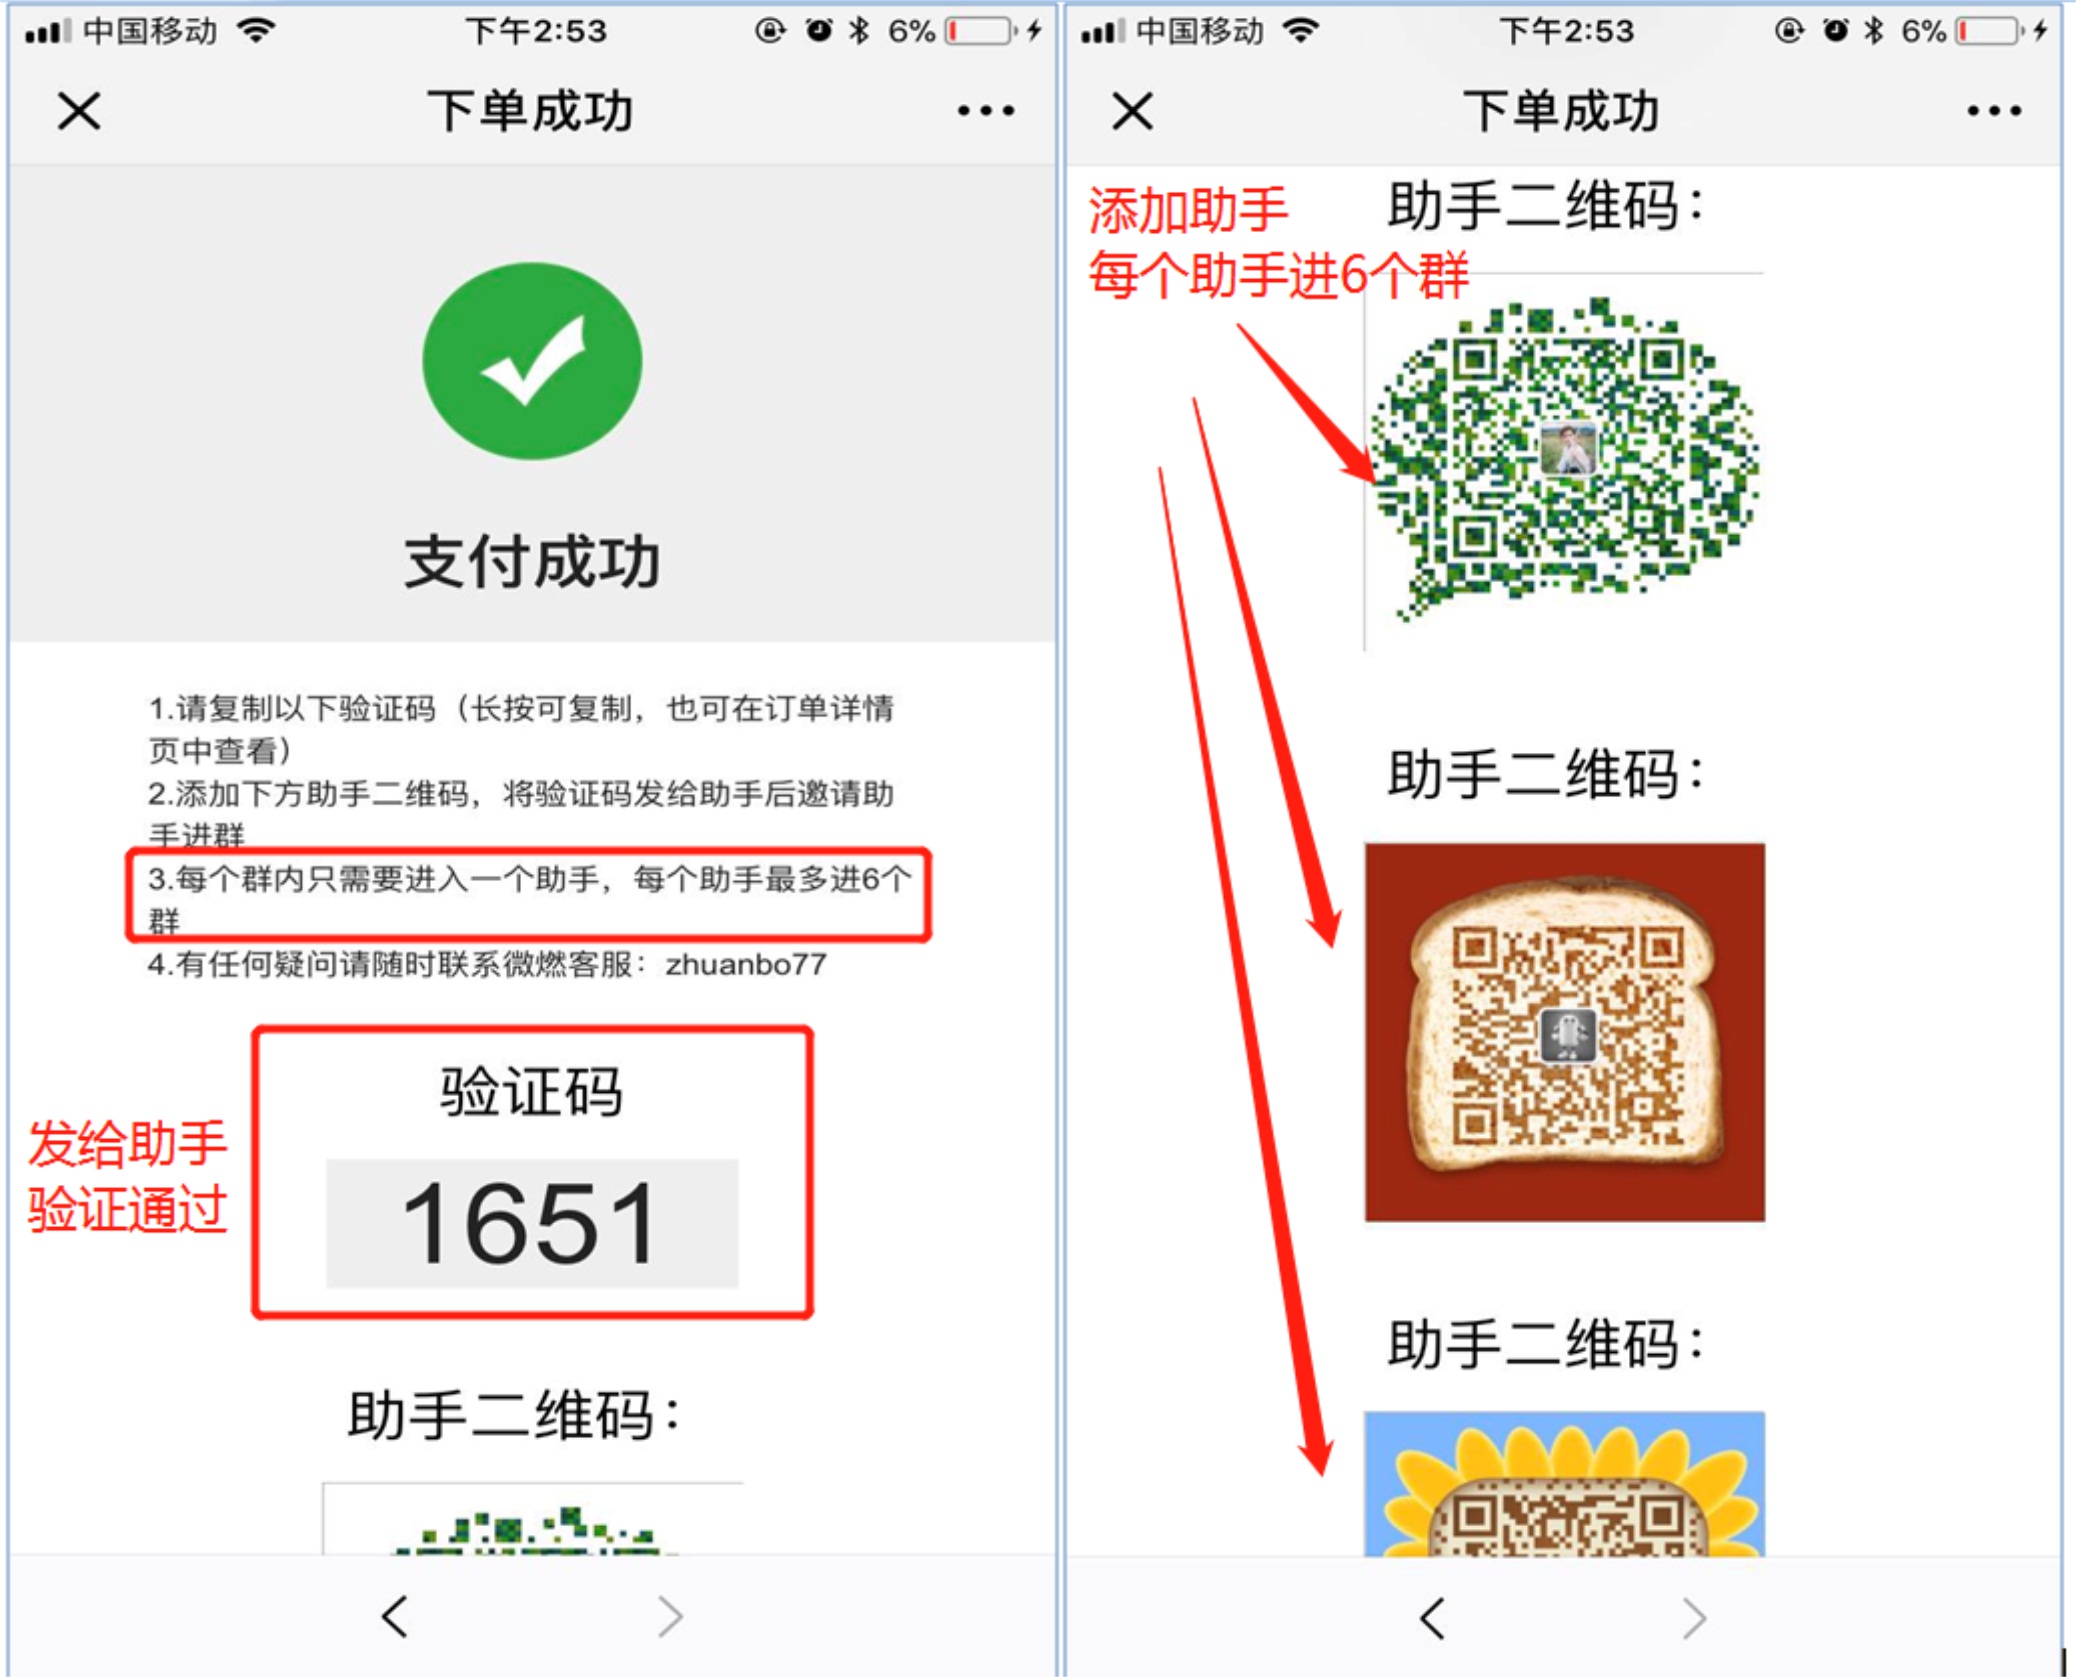 中国移动
下午2:53
6%
下单成功
支付成功
1.请复制以下验证码（长按可复制，也可在订单详情
页中查看）
2.添加下方助手二维码，将验证码发给助手后邀请助
手进群
3.每个群内只需要进入一个助手，每个助手最多进6个
群
4.有任何疑问请随时联系微燃客服：zhuanbo77
验证码
发给助手
验证通过
1651
助手二维码：
中国移动
下午2:53
6%
下单成功
添加助手
每个助手进6个群
助手二维码：
助手二维码：
助手二维码：